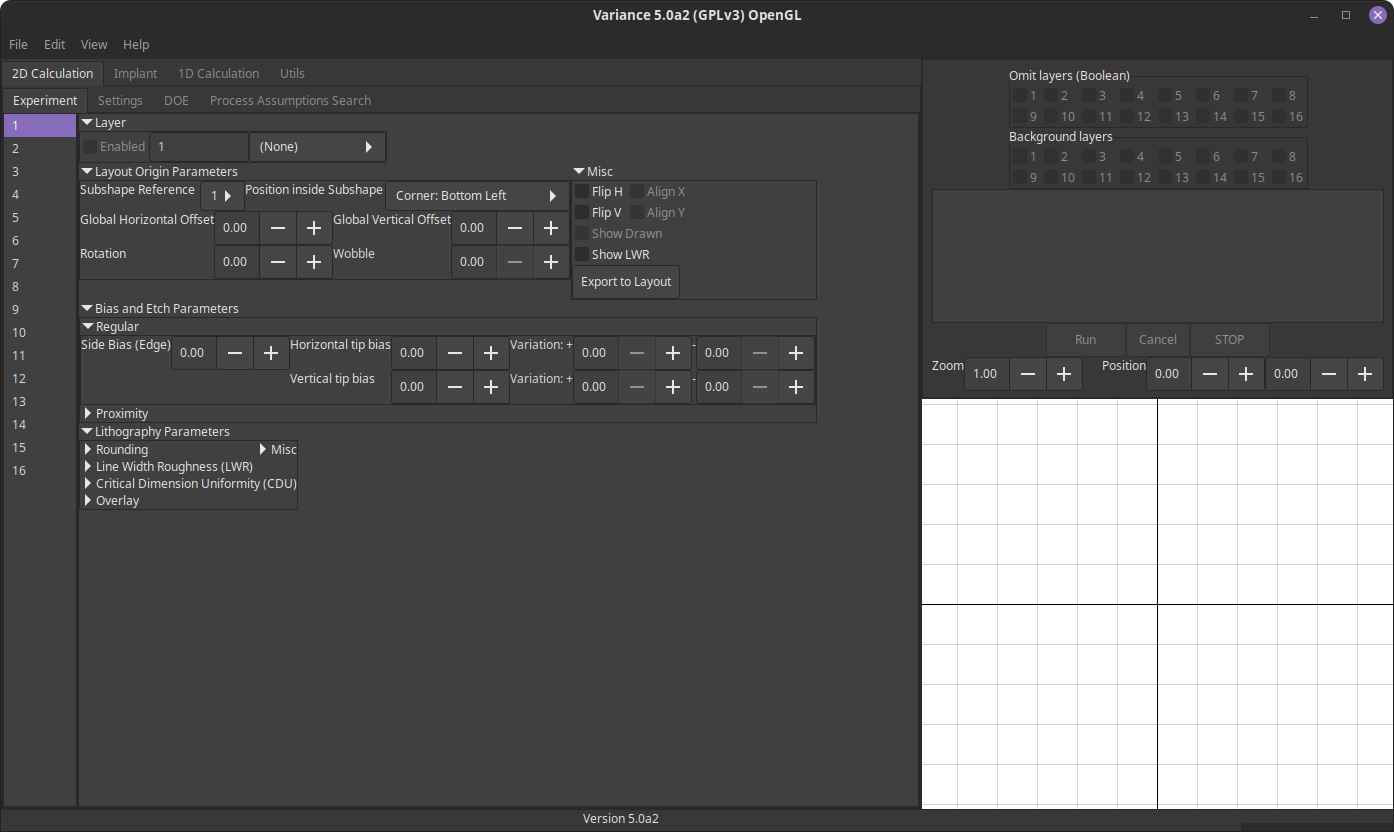 Variance 5.0a2 (GPLv3) OpenGL
File Edit View Help
2D Calculation Implant 1D Calculation Utils
Experiment Settings DOE Process Assumptions Search
1
2
3
4
5
6
7
8
9
10
11
12
13
14
15
16
Layer
Enabled 1 (None)
Layout Origin Parameters
Subshape Reference 1 Position inside Subshape Corner: Bottom Left
Global Horizontal Offset 0.00 Global Vertical Offset 0.00
Rotation 0.00 Wobble 0.00
Misc
Flip H Align X
Flip V Align Y
Show Drawn
Show LWR
Export to Layout
Bias and Etch Parameters
Regular
Side Bias (Edge) 0.00 — + Horizontal tip bias 0.00 — + Variation: + 0.00 — + - 0.00 — +
Vertical tip bias 0.00 — + Variation: + 0.00 — + - 0.00 — +
Proximity
Lithography Parameters
Rounding Misc
Line Width Roughness (LWR)
Critical Dimension Uniformity (CDU)
Overlay
Omit layers (Boolean)
1 2 3 4 5 6 7 8
9 10 11 12 13 14 15 16
Background layers
1 2 3 4 5 6 7 8
9 10 11 12 13 14 15 16
Run Cancel STOP
Zoom 1.00 — + Position 0.00 — + 0.00 — +
Version 5.0a2